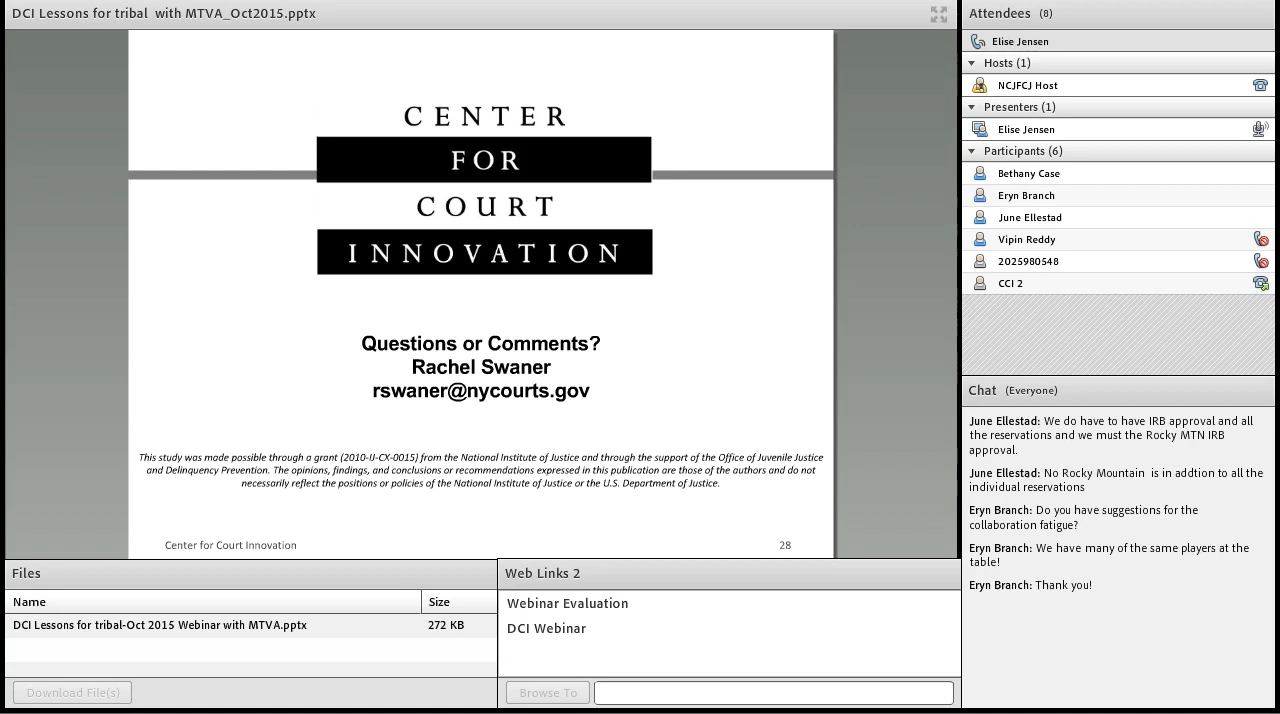 DCI Lessons for tribal  with MTVA_Oct2015.pptx
CENTER
FOR
COURT
INNOVATION
Questions or Comments?
Rachel Swaner
rswaner@nycourts.gov
This study was made possible through a grant (2010-IJ-CX-0015) from the National Institute of Justice and through the support of the Office of Juvenile Justice
and Delinquency Prevention. The opinions, findings, and conclusions or recommendations expressed in this publication are those of the authors and do not
necessarily reflect the positions or policies of the National Institute of Justice or the U.S. Department of Justice.
Center for Court Innovation
28
Files
Name
Size
DCI Lessons for tribal-Oct 2015 Webinar with MTVA.pptx
272 KB
Download File(s)
Web Links 2
Webinar Evaluation
DCI Webinar
Browse To
Attendees (8)
Elise Jensen
Hosts (1)
NCJFCJ Host
Presenters (1)
Elise Jensen
Participants (6)
Bethany Case
Eryn Branch
June Ellestad
Vipin Reddy
2025980548
CCI 2
Chat (Everyone)
June Ellestad: We do have to have IRB approval and all
the reservations and we must the Rocky MTN IRB
approval.
June Ellestad: No Rocky Mountain  is in addtion to all the
individual reservations
Eryn Branch: Do you have suggestions for the
collaboration fatigue?
Eryn Branch: We have many of the same players at the
table!
Eryn Branch: Thank you!